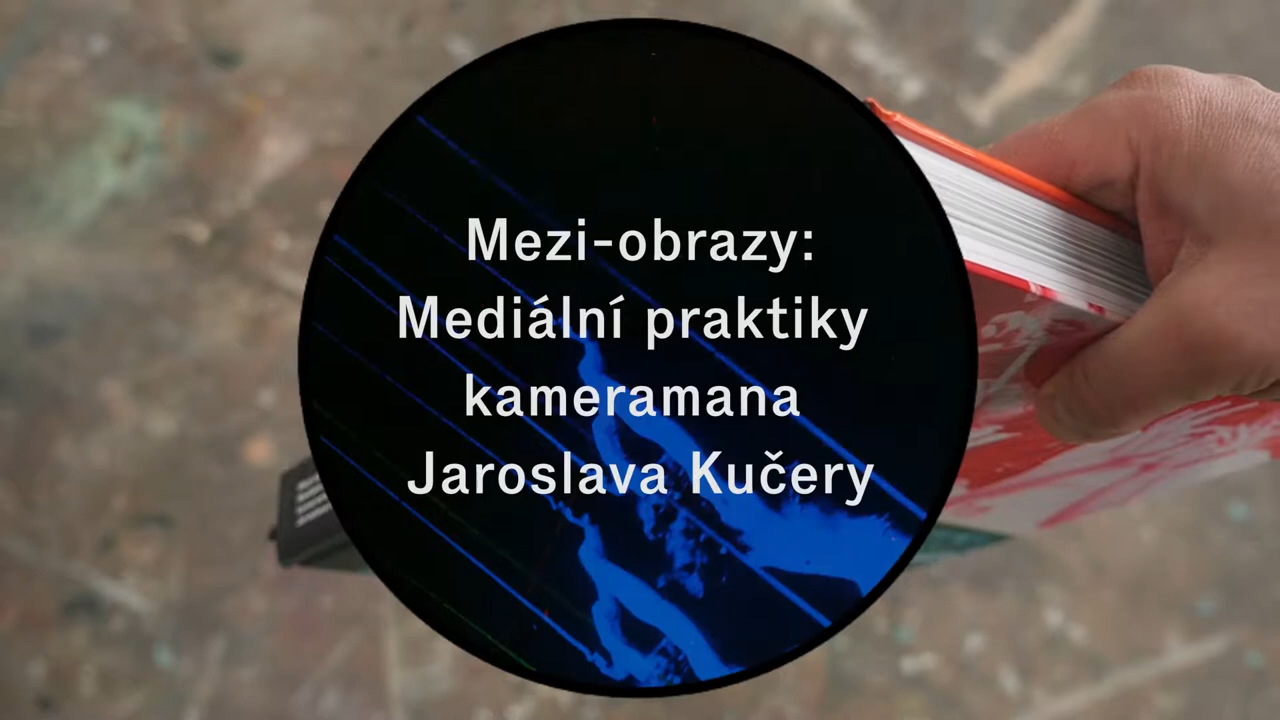 Mezi-obrazy:
Mediální praktiky
kameramana
Jaroslava Kučery